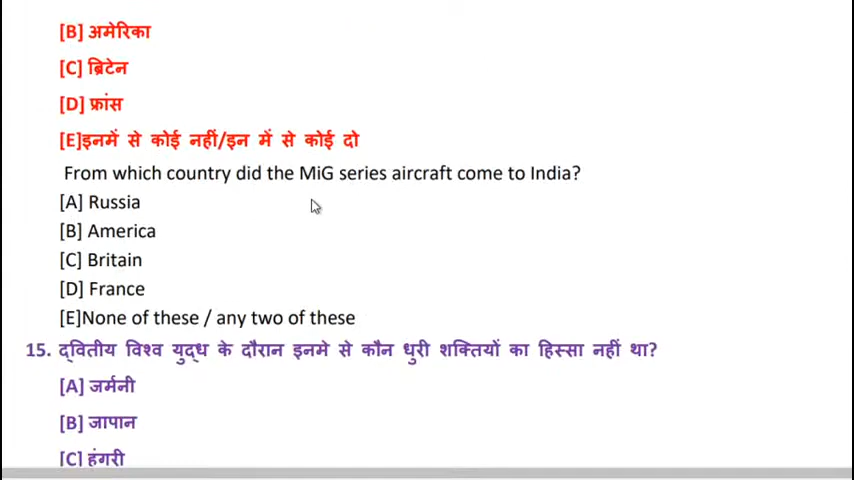 [B] अमेरिका
[C] ब्रिटेन
[D] फ्रांस
[E]इनमें से कोई नहीं/इन में से कोई दो
From which country did the MiG series aircraft come to India?
[A] Russia
[B] America
[C] Britain
[D] France
[E]None of these / any two of these
15. द्वितीय विश्व युद्ध के दौरान इनमे से कौन धुरी शक्तियों का हिस्सा नहीं था?
[A] जर्मनी
[B] जापान
[C] हंगरी